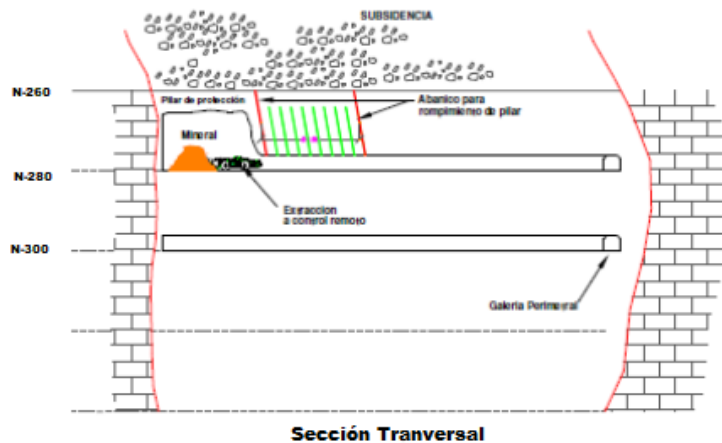 SUBSIDENCIA
N-260
Pilar de protección
Abanico para
rompimiento de pilar
Mineral
N-280
Extraccion
a control remoto
N-300
Galeria Perimetral
Sección Tranversal